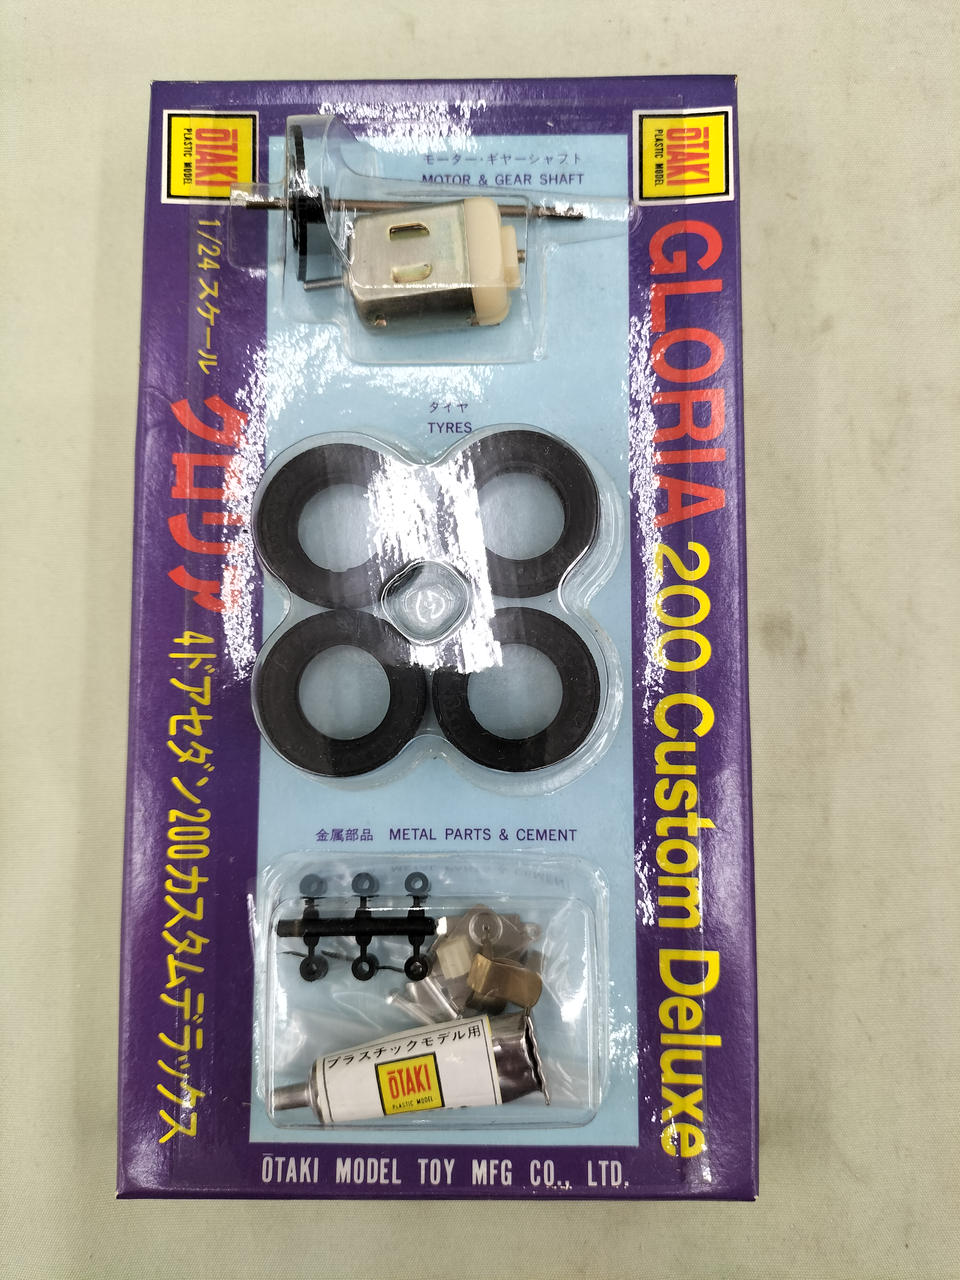 ŌTAKI
PLASTIC MODEL
モーター・ギヤーシャフト
MOTOR & GEAR SHAFT
ŌTAKI
PLASTIC MODEL
1/24 スケール
グロリア
4ドアセダン200カスタムデラックス
GLORIA 200 Custom Deluxe
タイヤ
TYRES
金属部品 METAL PARTS & CEMENT
プラスチックモデル用
ŌTAKI
PLASTIC MODEL
ŌTAKI MODEL TOY MFG CO., LTD.